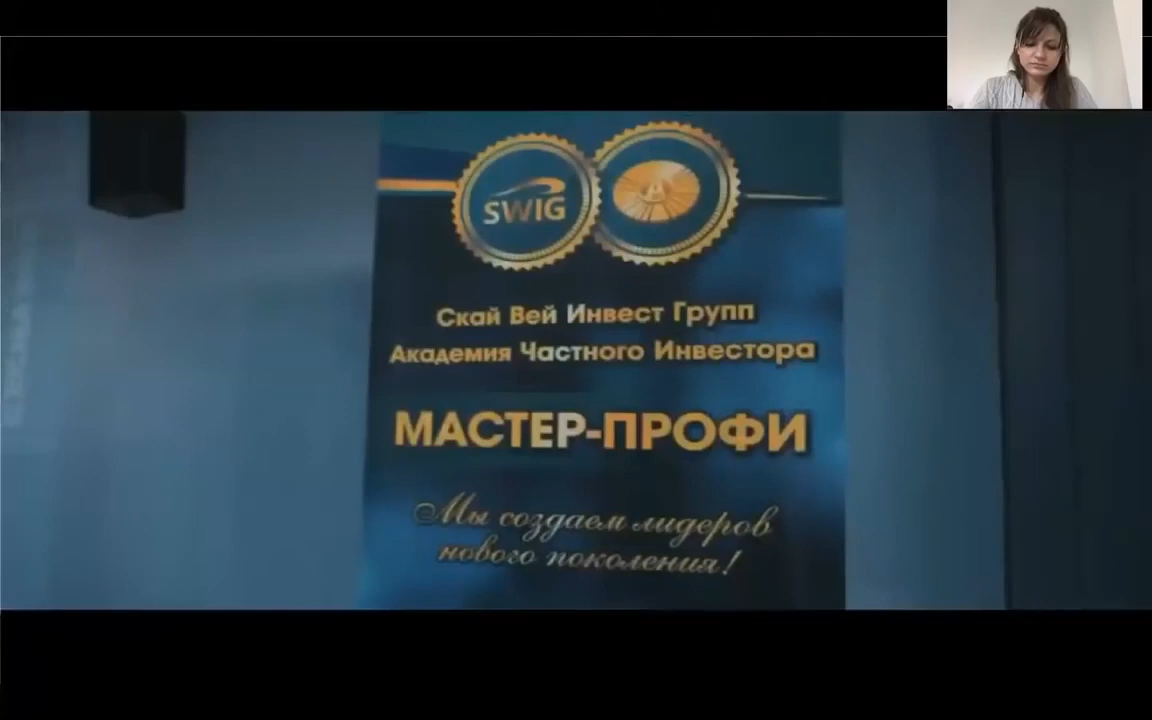 SWIG
А
Скай Вей Инвест Групп
Академия Частного Инвестора
МАСТЕР-ПРОФИ
Мы создаем лидеров
нового поколения!